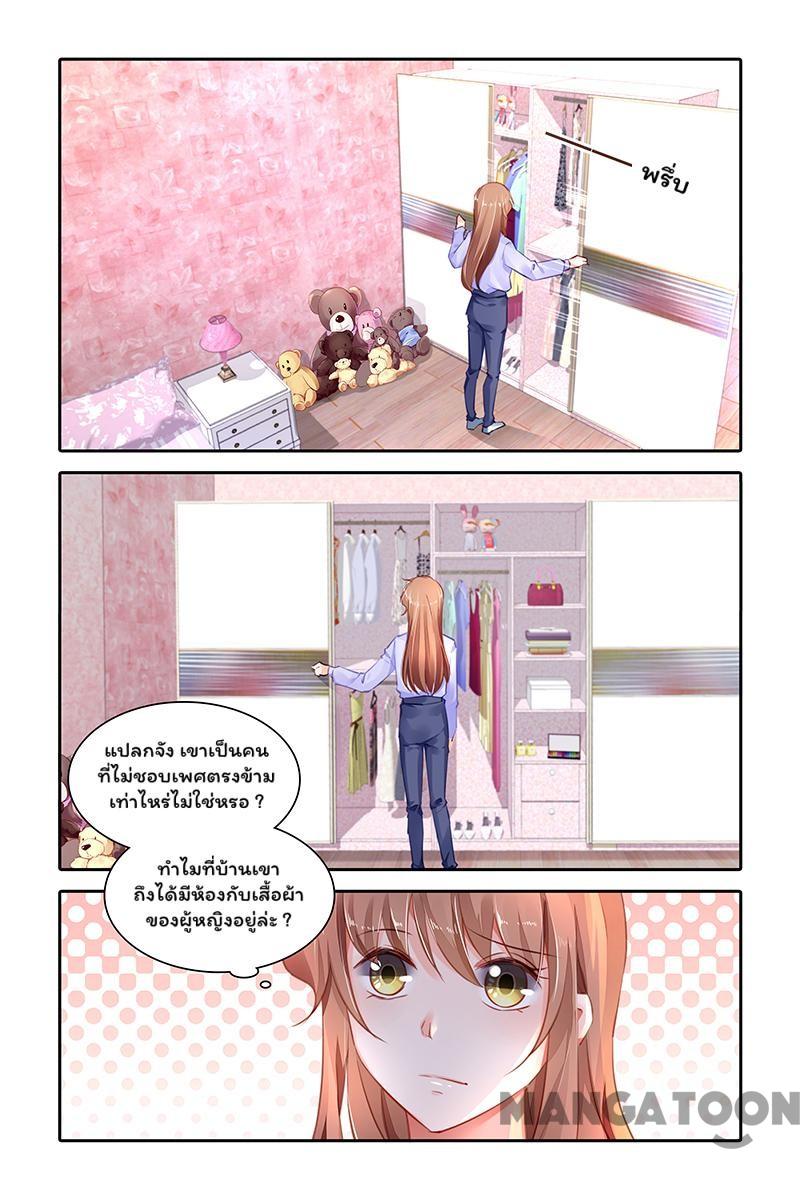 พรึ่บ
แปลกจัง เขาเป็นคน
ที่ไม่ชอบเพศตรงข้าม
เท่าไหร่ไม่ใช่หรอ ?
ทำไมที่บ้านเขา
ถึงได้มีห้องกับเสื้อผ้า
ของผู้หญิงอยู่ล่ะ ?
MANGATOON